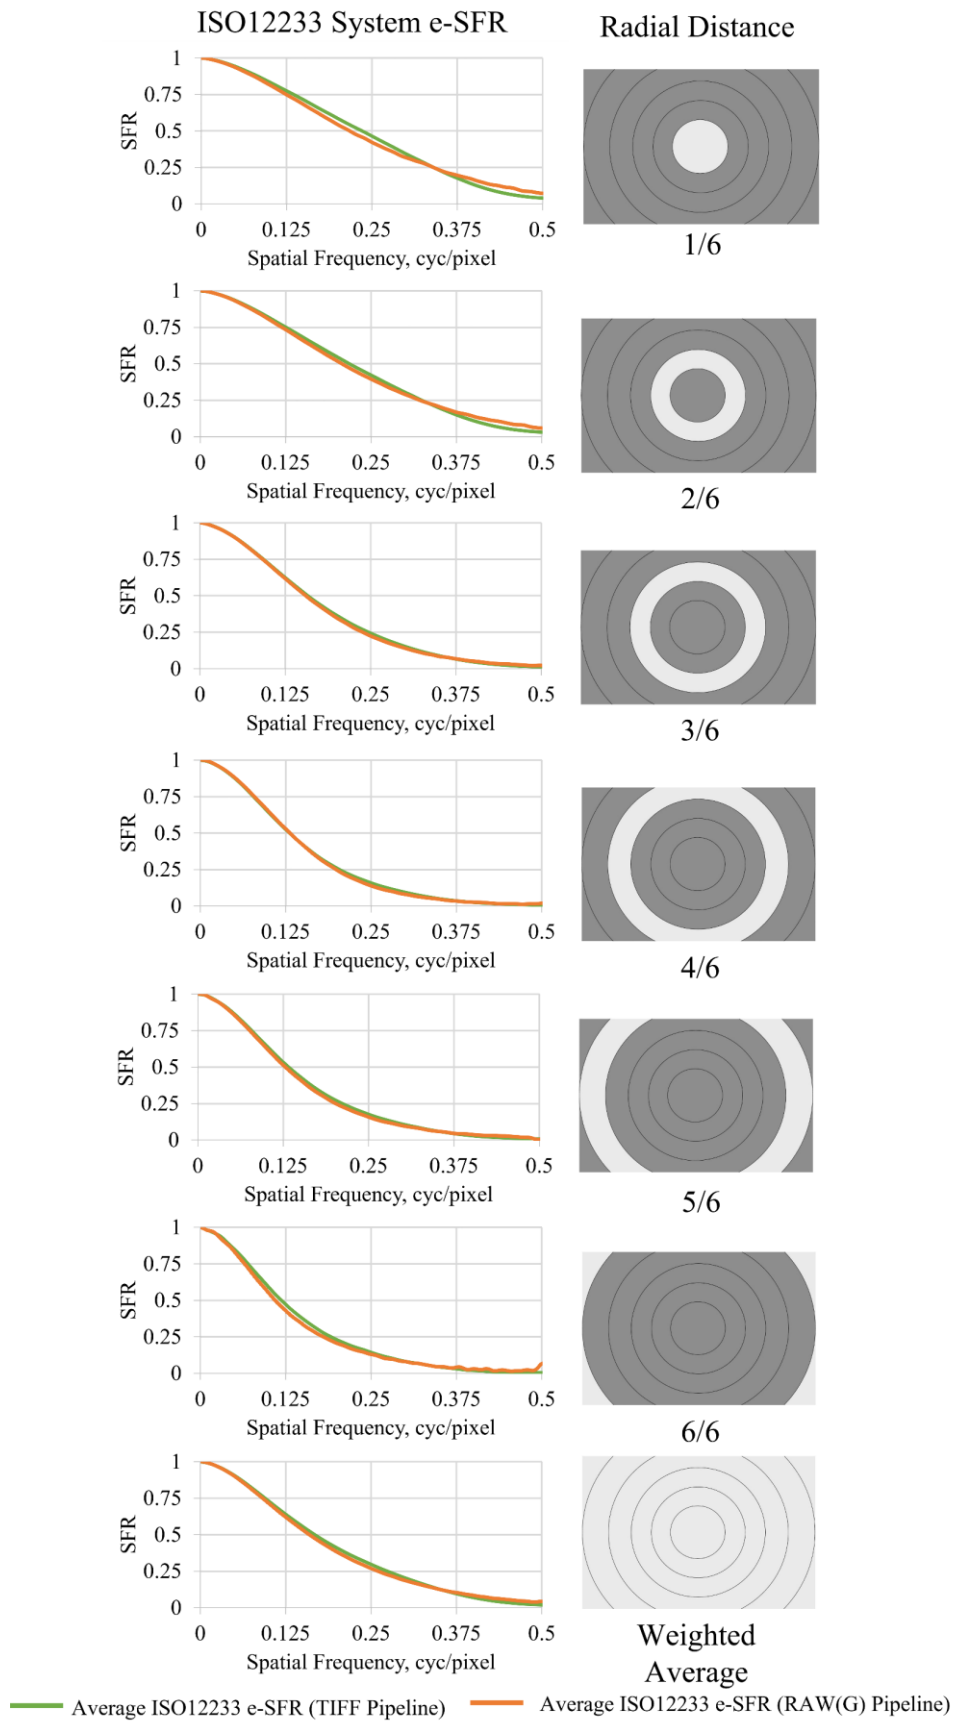 ISO12233 System e-SFR
Radial Distance
1
0.75
0.5
0.25
0
SFR
0 0.125 0.25 0.375 0.5
Spatial Frequency, cyc/pixel
1/6
1
0.75
0.5
0.25
0
SFR
0 0.125 0.25 0.375 0.5
Spatial Frequency, cyc/pixel
2/6
1
0.75
0.5
0.25
0
SFR
0 0.125 0.25 0.375 0.5
Spatial Frequency, cyc/pixel
3/6
1
0.75
0.5
0.25
0
SFR
0 0.125 0.25 0.375 0.5
Spatial Frequency, cyc/pixel
4/6
1
0.75
0.5
0.25
0
SFR
0 0.125 0.25 0.375 0.5
Spatial Frequency, cyc/pixel
5/6
1
0.75
0.5
0.25
0
SFR
0 0.125 0.25 0.375 0.5
Spatial Frequency, cyc/pixel
6/6
1
0.75
0.5
0.25
0
SFR
0 0.125 0.25 0.375 0.5
Spatial Frequency, cyc/pixel
Weighted
Average
Average ISO12233 e-SFR (TIFF Pipeline)
Average ISO12233 e-SFR (RAW(G) Pipeline)